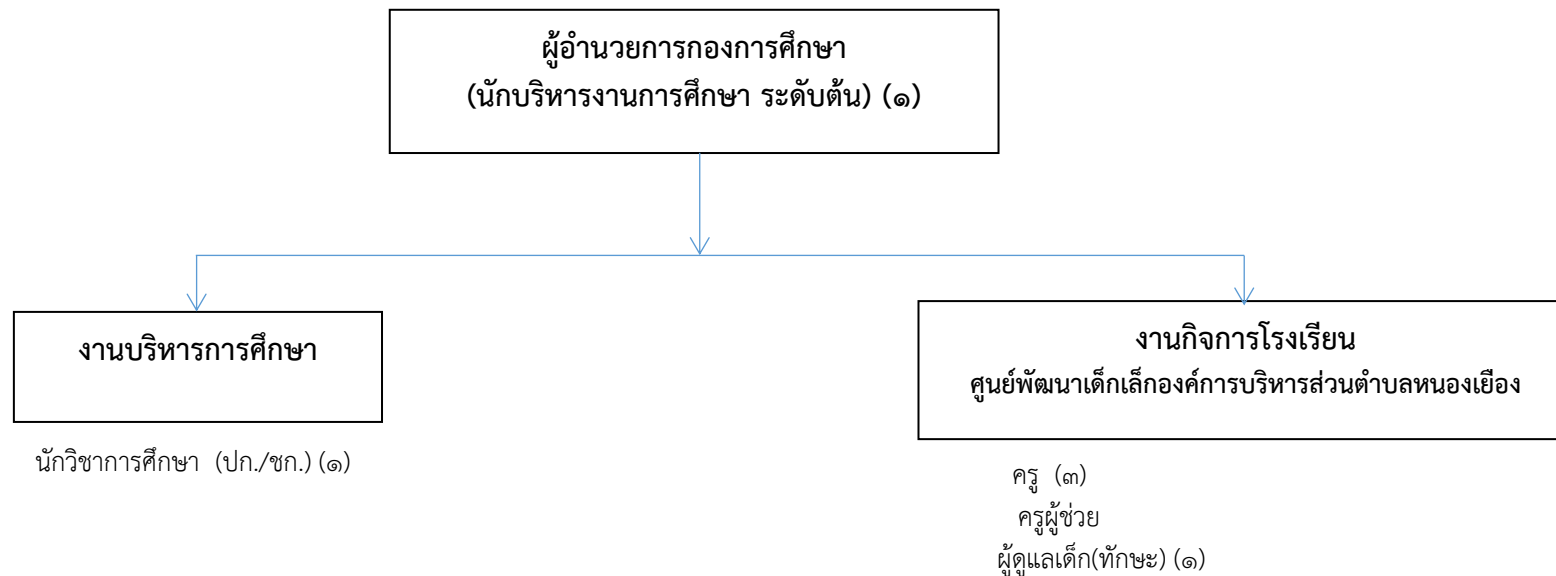 ผู้อำนวยการกองการศึกษา
(นักบริหารงานการศึกษา ระดับต้น) (๑)
งานบริหารการศึกษา
นักวิชาการศึกษา (ปก./ชก.) (๑)
งานกิจการโรงเรียน
ศูนย์พัฒนาเด็กเล็กองค์การบริหารส่วนตำบลหนองเยือง
ครู (๓)
ครูผู้ช่วย
ผู้ดูแลเด็ก(ทักษะ) (๑)